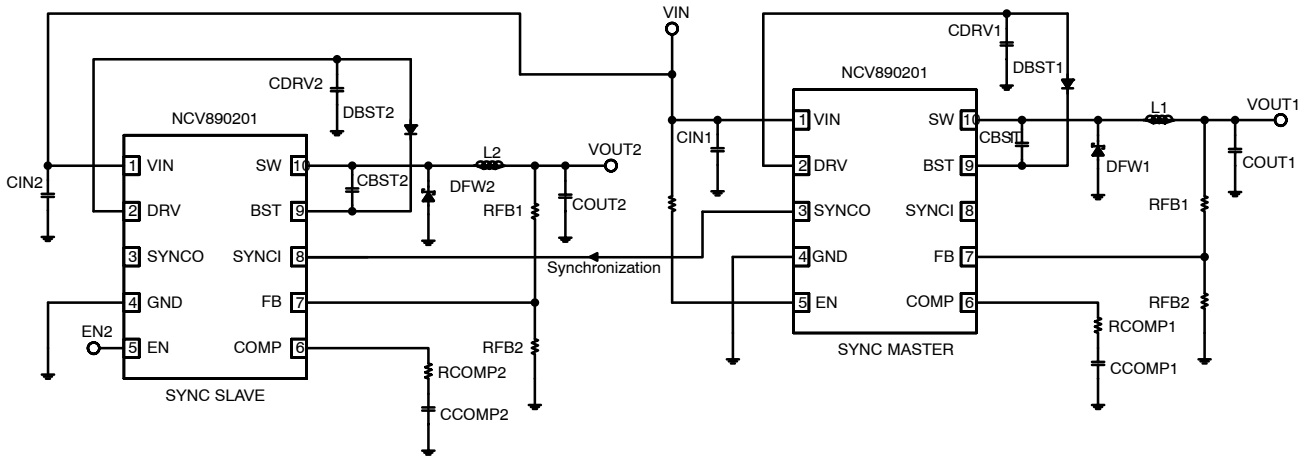 VIN
CDRV1
DBST1
NCV890201
1
VIN
SW
10
L1
VOUT1
CIN1
CBST1
2
DRV
BST
9
DFW1
COUT1
3
SYNCO
SYNCI
8
RFB1
4
GND
FB
7
5
EN
COMP
6
RFB2
RCOMP1
SYNC MASTER
CCOMP1
CDRV2
DBST2
NCV890201
1
VIN
SW
10
L2
VOUT2
CIN2
CBST2
DFW2
2
DRV
BST
9
RFB1
COUT2
3
SYNCO
SYNCI
8
Synchronization
4
GND
FB
7
EN2
5
EN
COMP
6
RFB2
RCOMP2
SYNC SLAVE
CCOMP2